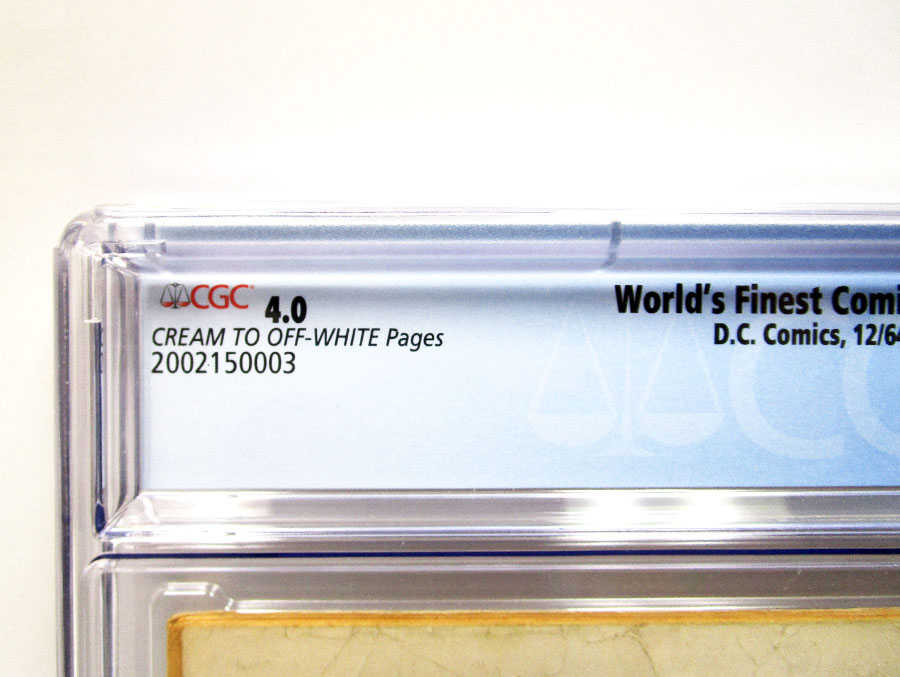 CGC 4.0
World's Finest Comi
CREAM TO OFF-WHITE Pages
D.C. Comics, 12/64
2002150003